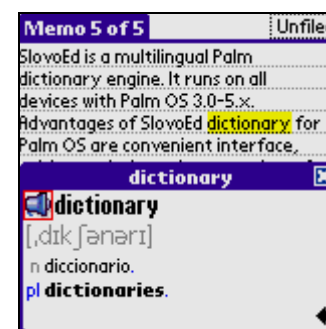 Memo 5 of 5 Unfile
SlovoEd is a multilingual Palm
dictionary engine. It runs on all
devices with Palm OS 3.0-5.x.
Advantages of SlovoEd dictionary for
Palm OS are convenient interface,
dictionary
dictionary
[ˌdɪkʃənərɪ]
n diccionario.
pl dictionaries.